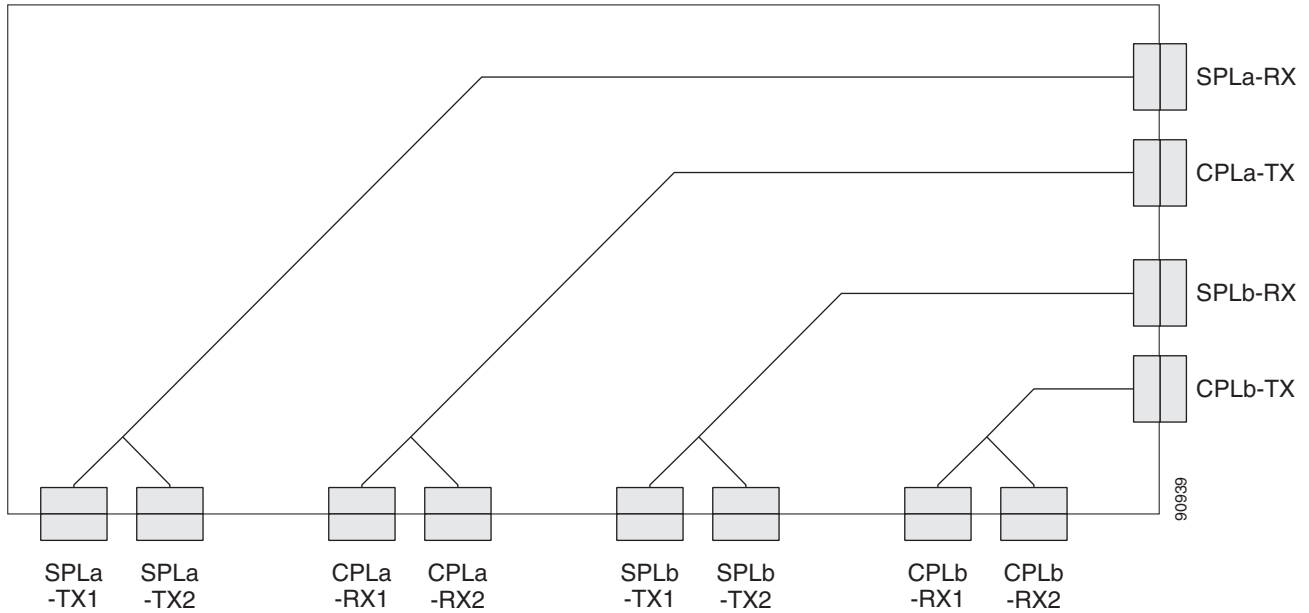 SPLa-RX
CPLa-TX
SPLb-RX
CPLb-TX
90939
SPLa
-TX1
SPLa
-TX2
CPLa
-RX1
CPLa
-RX2
SPLb
-TX1
SPLb
-TX2
CPLb
-RX1
CPLb
-RX2